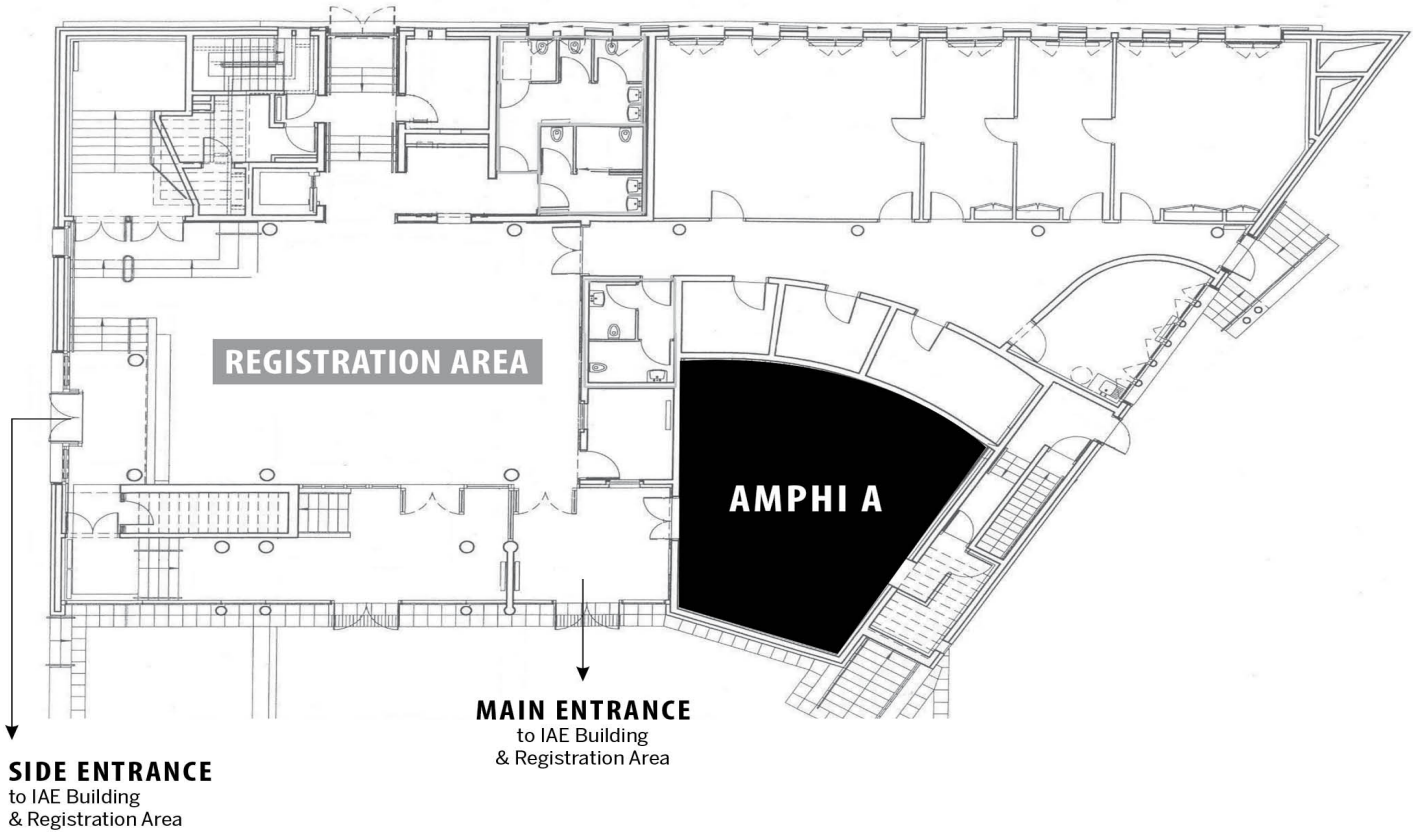 REGISTRATION AREA
AMPHI A
MAIN ENTRANCE
to IAE Building
& Registration Area
SIDE ENTRANCE
to IAE Building
& Registration Area